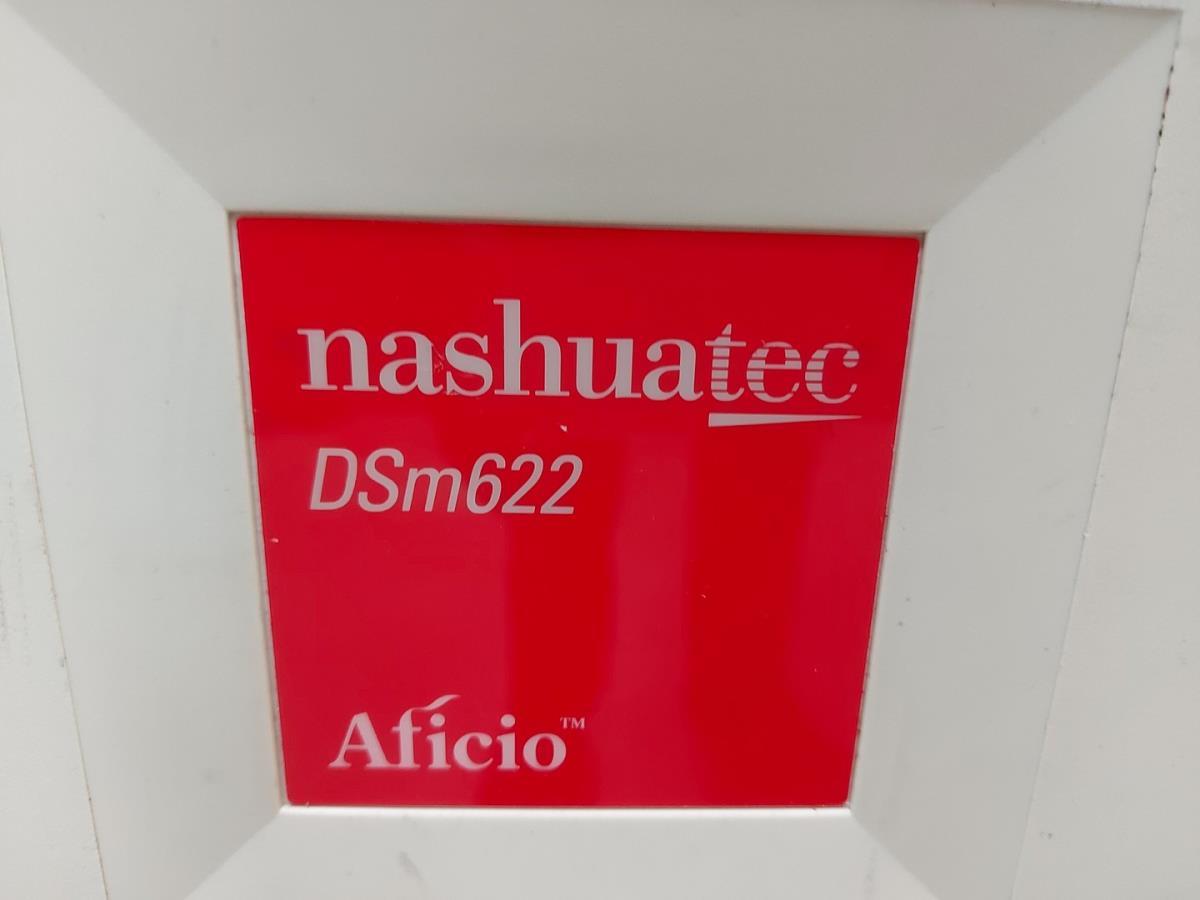 nashuatec
DSm622
Aficio™